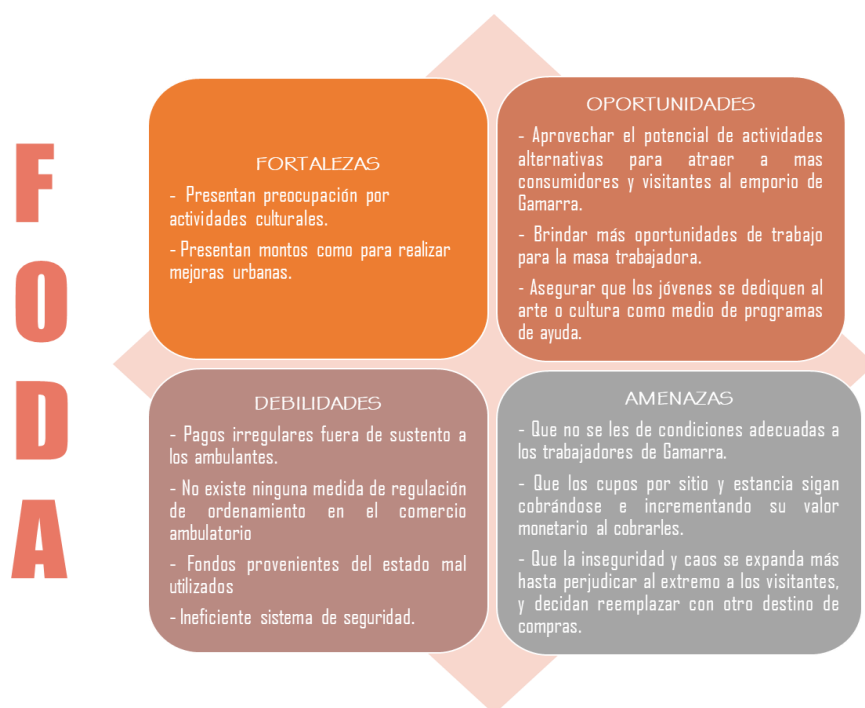 F
O
D
A
FORTALEZAS
- Presentan preocupación por
actividades culturales.
- Presentan montos como para realizar
mejoras urbanas.
OPORTUNIDADES
- Aprovechar el potencial de actividades
alternativas para atraer a mas
consumidores y visitantes al emporio de
Gamarra.
- Brindar más oportunidades de trabajo
para la masa trabajadora.
- Asegurar que los jóvenes se dediquen al
arte o cultura como medio de programas
de ayuda.
DEBILIDADES
- Pagos irregulares fuera de sustento a
los ambulantes.
- No existe ninguna medida de regulación
de ordenamiento en el comercio
ambulatorio
- Fondos provenientes del estado mal
utilizados
- Ineficiente sistema de seguridad.
AMENAZAS
- Que no se les de condiciones adecuadas a
los trabajadores de Gamarra.
- Que los cupos por sitio y estancia sigan
cobrándose e incrementando su valor
monetario al cobrarles.
- Que la inseguridad y caos se expanda más
hasta perjudicar al extremo a los visitantes,
y decidan reemplazar con otro destino de
compras.